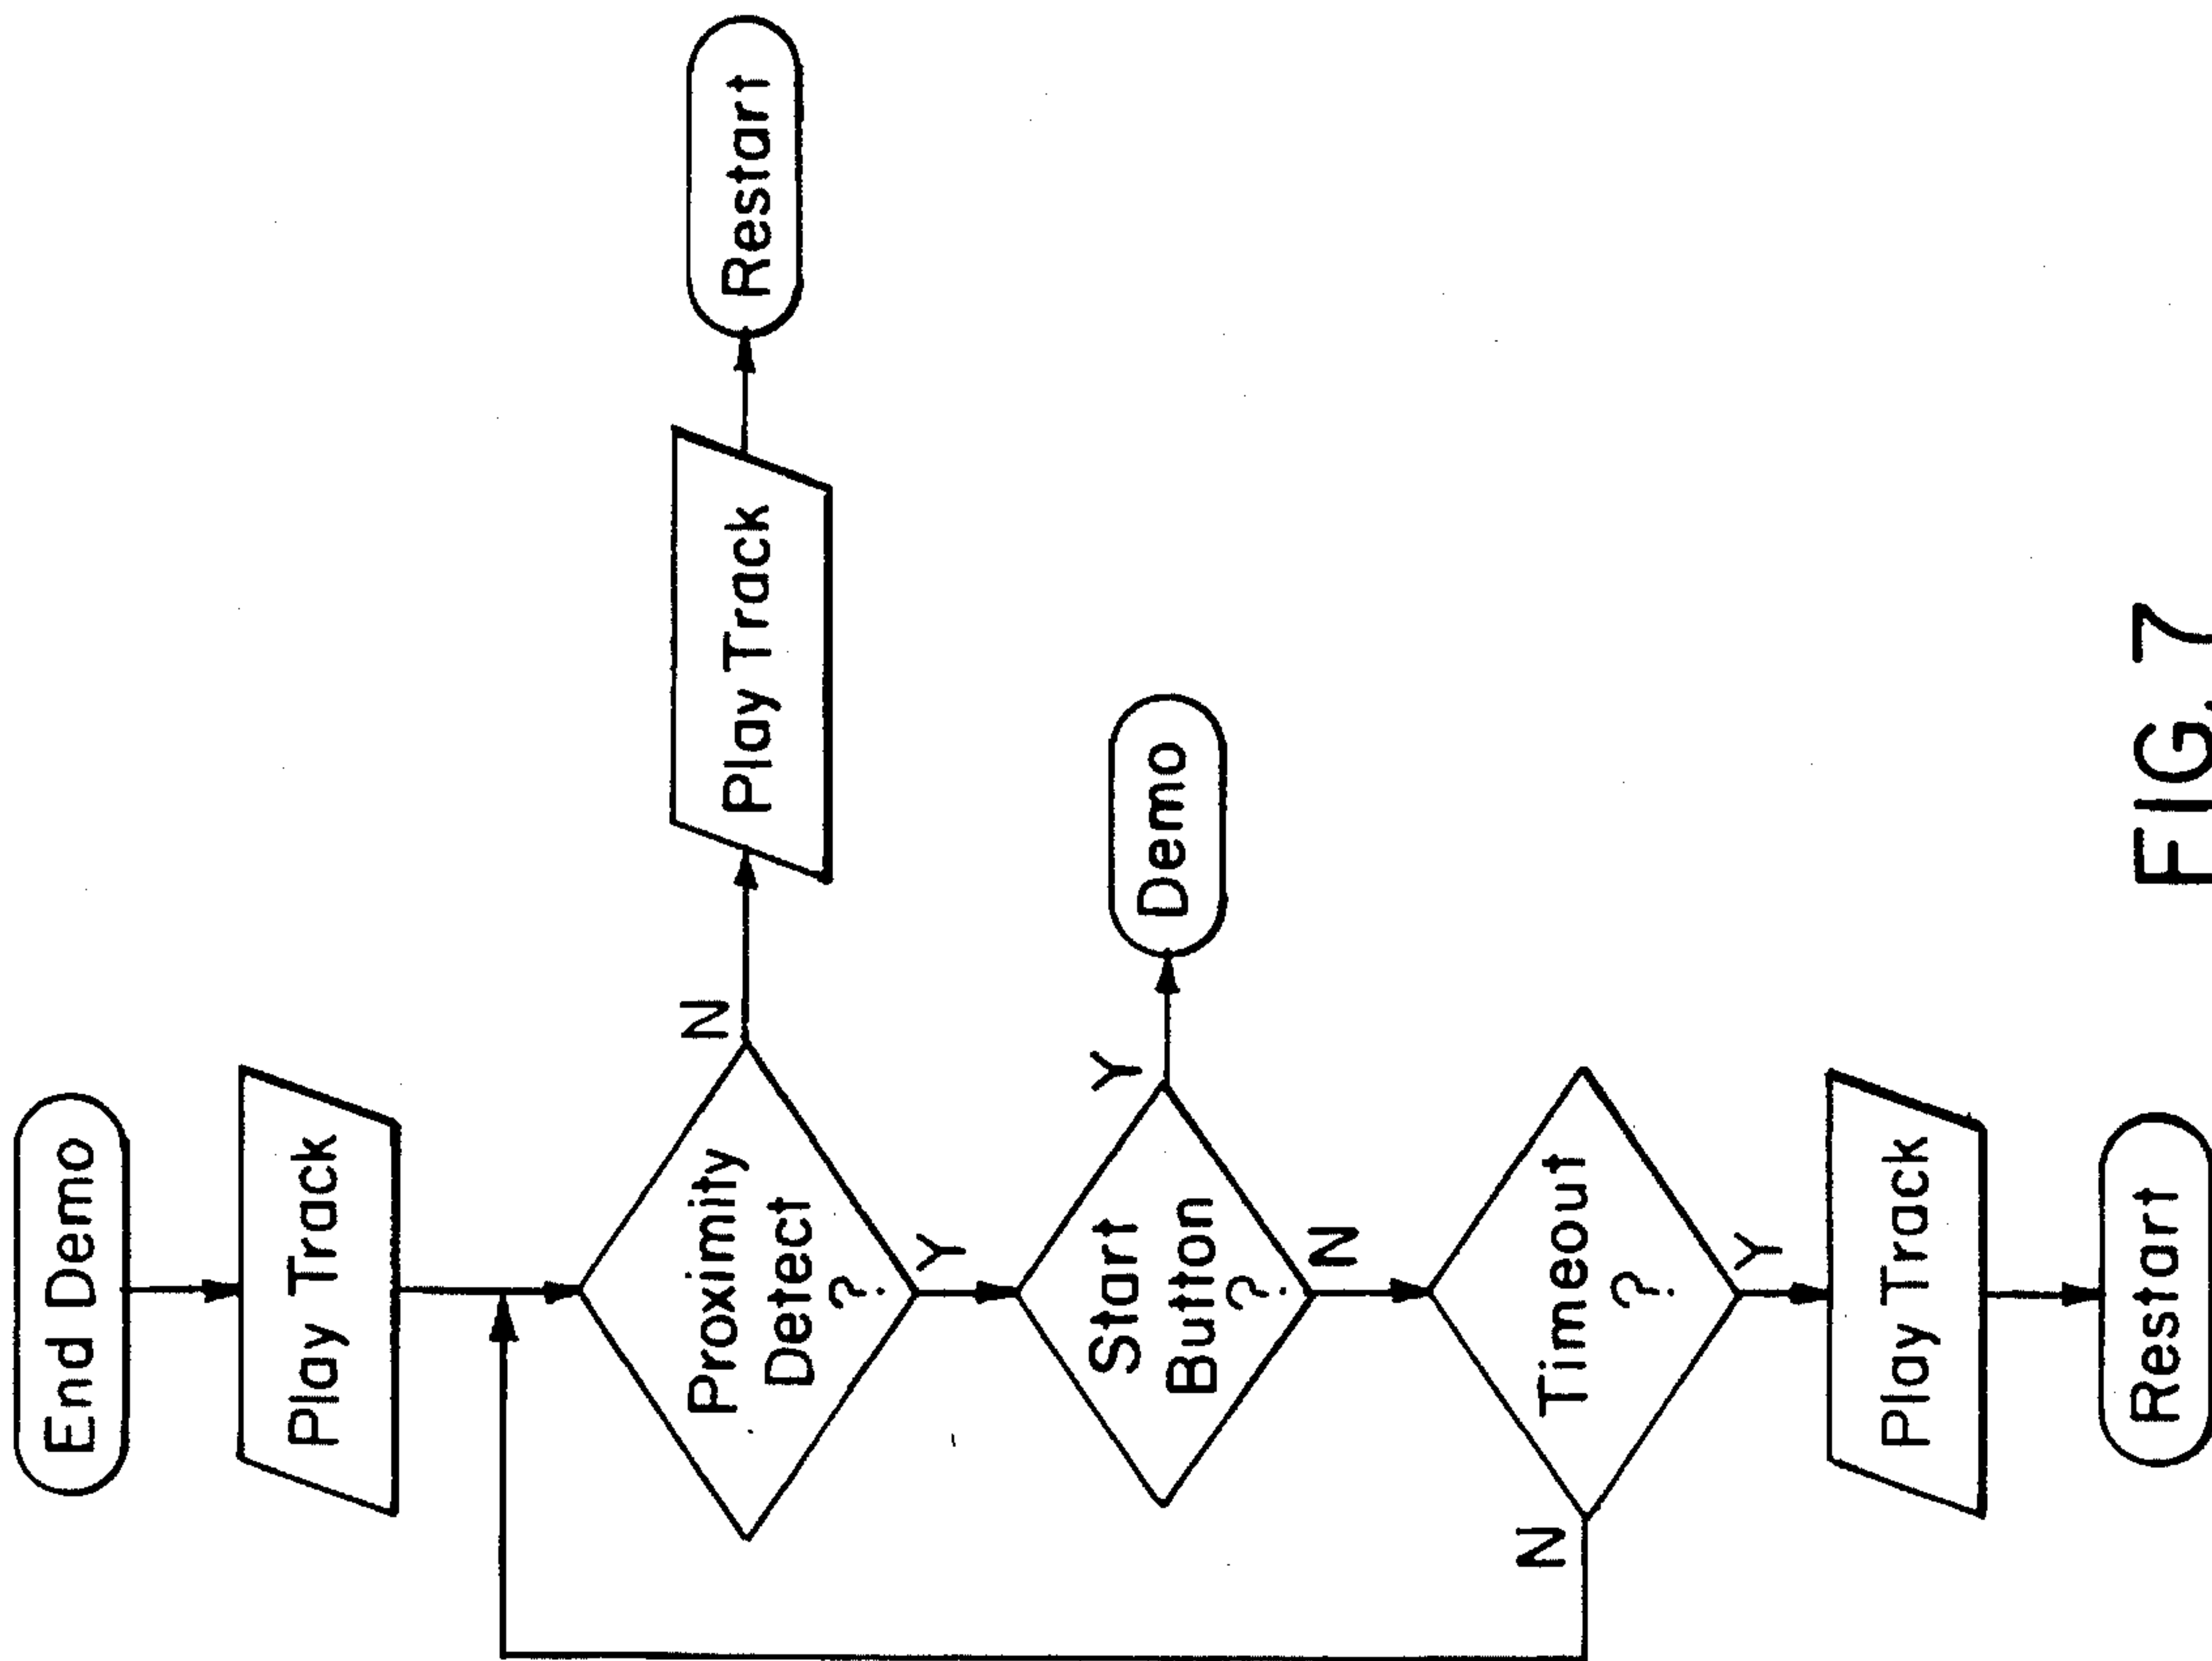 End Demo
Play Track
Proximity
Detect
?
N
Play Track
Restart
Y
Start
Button
?
Y
Demo
N
Timeout
?
N
Y
Play Track
Restart
FIG. 7